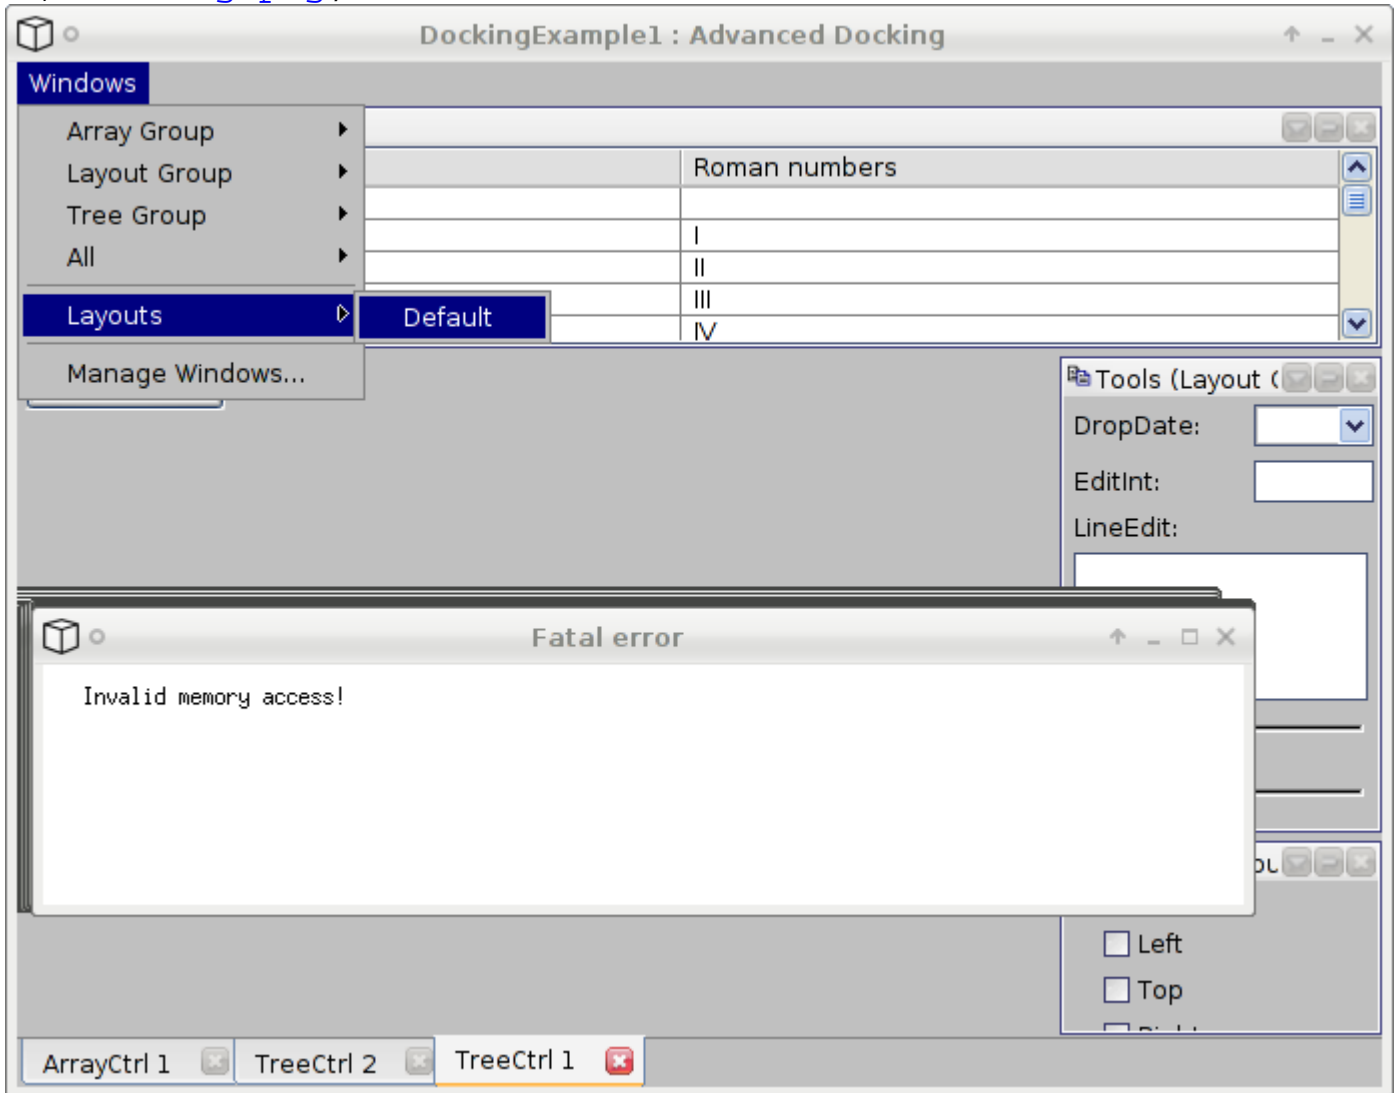 DockingExample1 : Advanced Docking
Windows
Array Group
Layout Group
Tree Group
All
Layouts
Default
Manage Windows...
Roman numbers
I
II
III
IV
Tools (Layout
DropDate:
EditInt:
LineEdit:
Fatal error
Invalid memory access!
Left
Top
ArrayCtrl 1
TreeCtrl 2
TreeCtrl 1